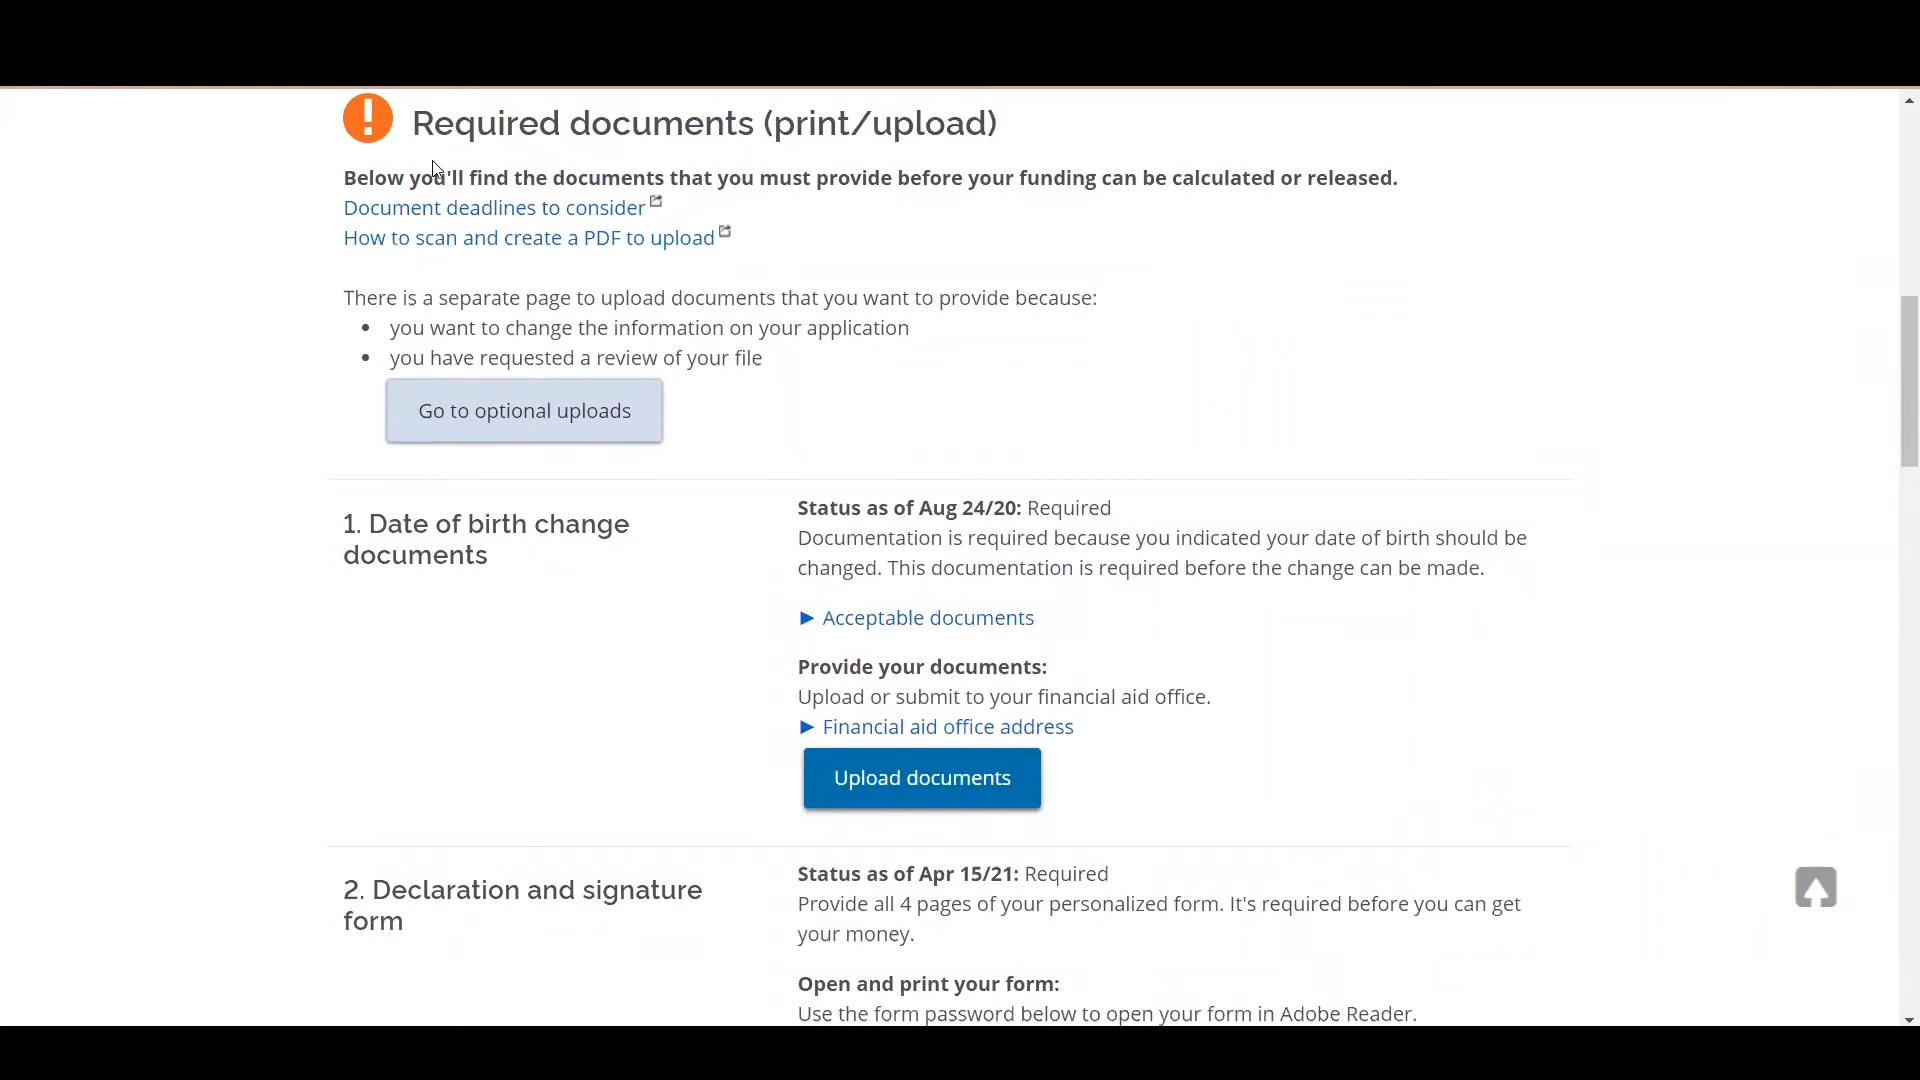 Required documents (print/upload)
Below you'll find the documents that you must provide before your funding can be calculated or released.
Document deadlines to consider
How to scan and create a PDF to upload
There is a separate page to upload documents that you want to provide because:
• you want to change the information on your application
• you have requested a review of your file
Go to optional uploads
1. Date of birth change
documents
Status as of Aug 24/20: Required
Documentation is required because you indicated your date of birth should be
changed. This documentation is required before the change can be made.
► Acceptable documents
Provide your documents:
Upload or submit to your financial aid office.
► Financial aid office address
Upload documents
2. Declaration and signature
form
Status as of Apr 15/21: Required
Provide all 4 pages of your personalized form. It's required before you can get
your money.
Open and print your form:
Use the form password below to open your form in Adobe Reader.